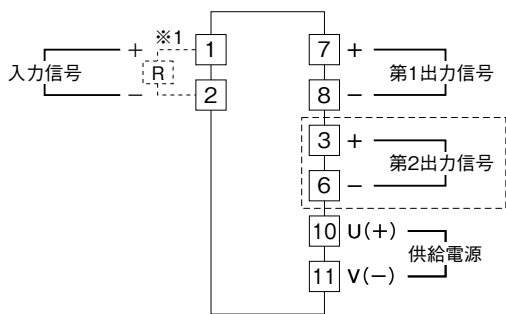 ※1
入力信号
+
R
−
1
2
7 +
8 −
第1出力信号
3 +
6 −
第2出力信号
10 U(+)
11 V(−)
供給電源